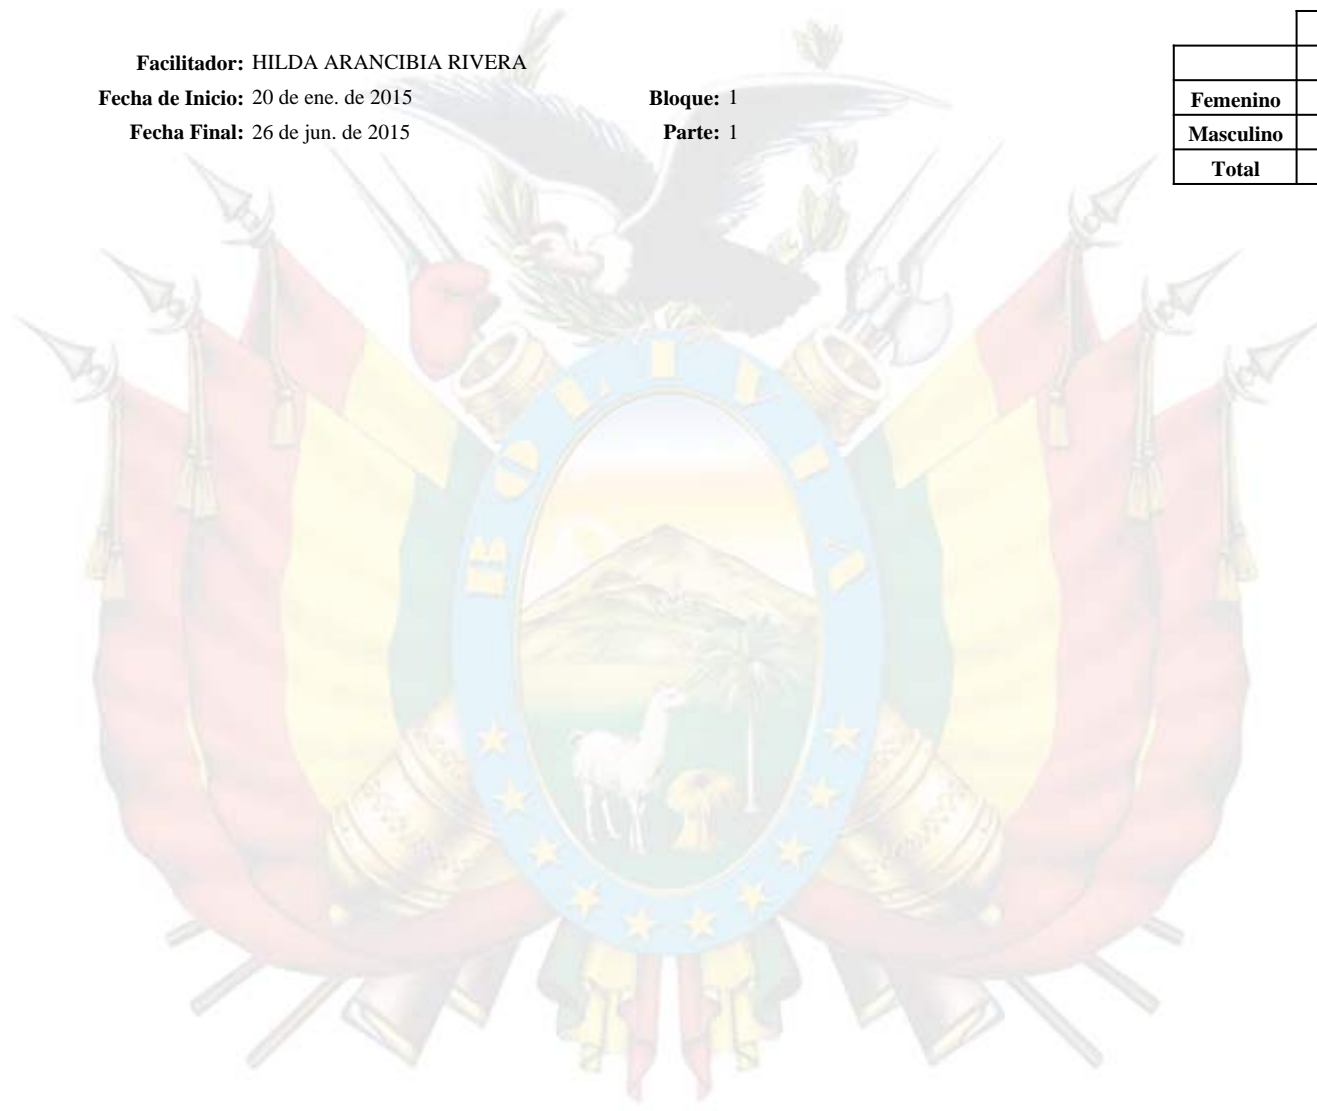 Facilitador: HILDA ARANCIBIA RIVERA
Fecha de Inicio: 20 de ene. de 2015
Bloque: 1
Fecha Final: 26 de jun. de 2015
Parte: 1
Femenino
Masculino
Total
BOLIVIA